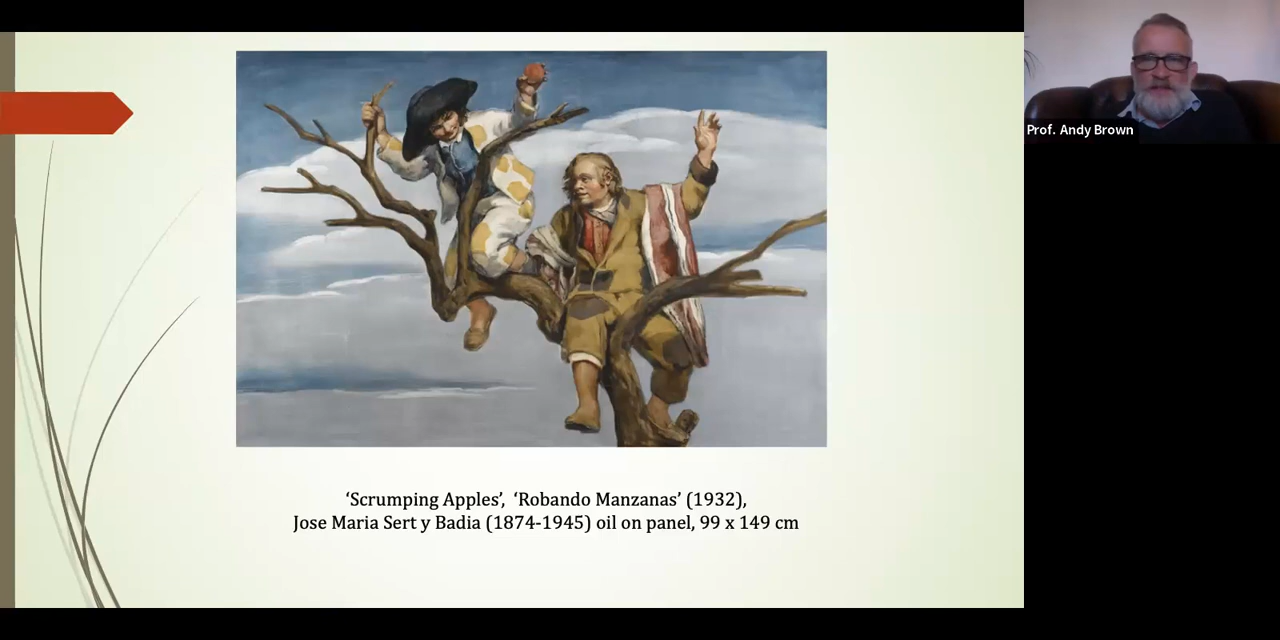 Prof. Andy Brown
‘Scrumping Apples’, ‘Robando Manzanas’ (1932),
Jose Maria Sert y Badia (1874-1945) oil on panel, 99 x 149 cm